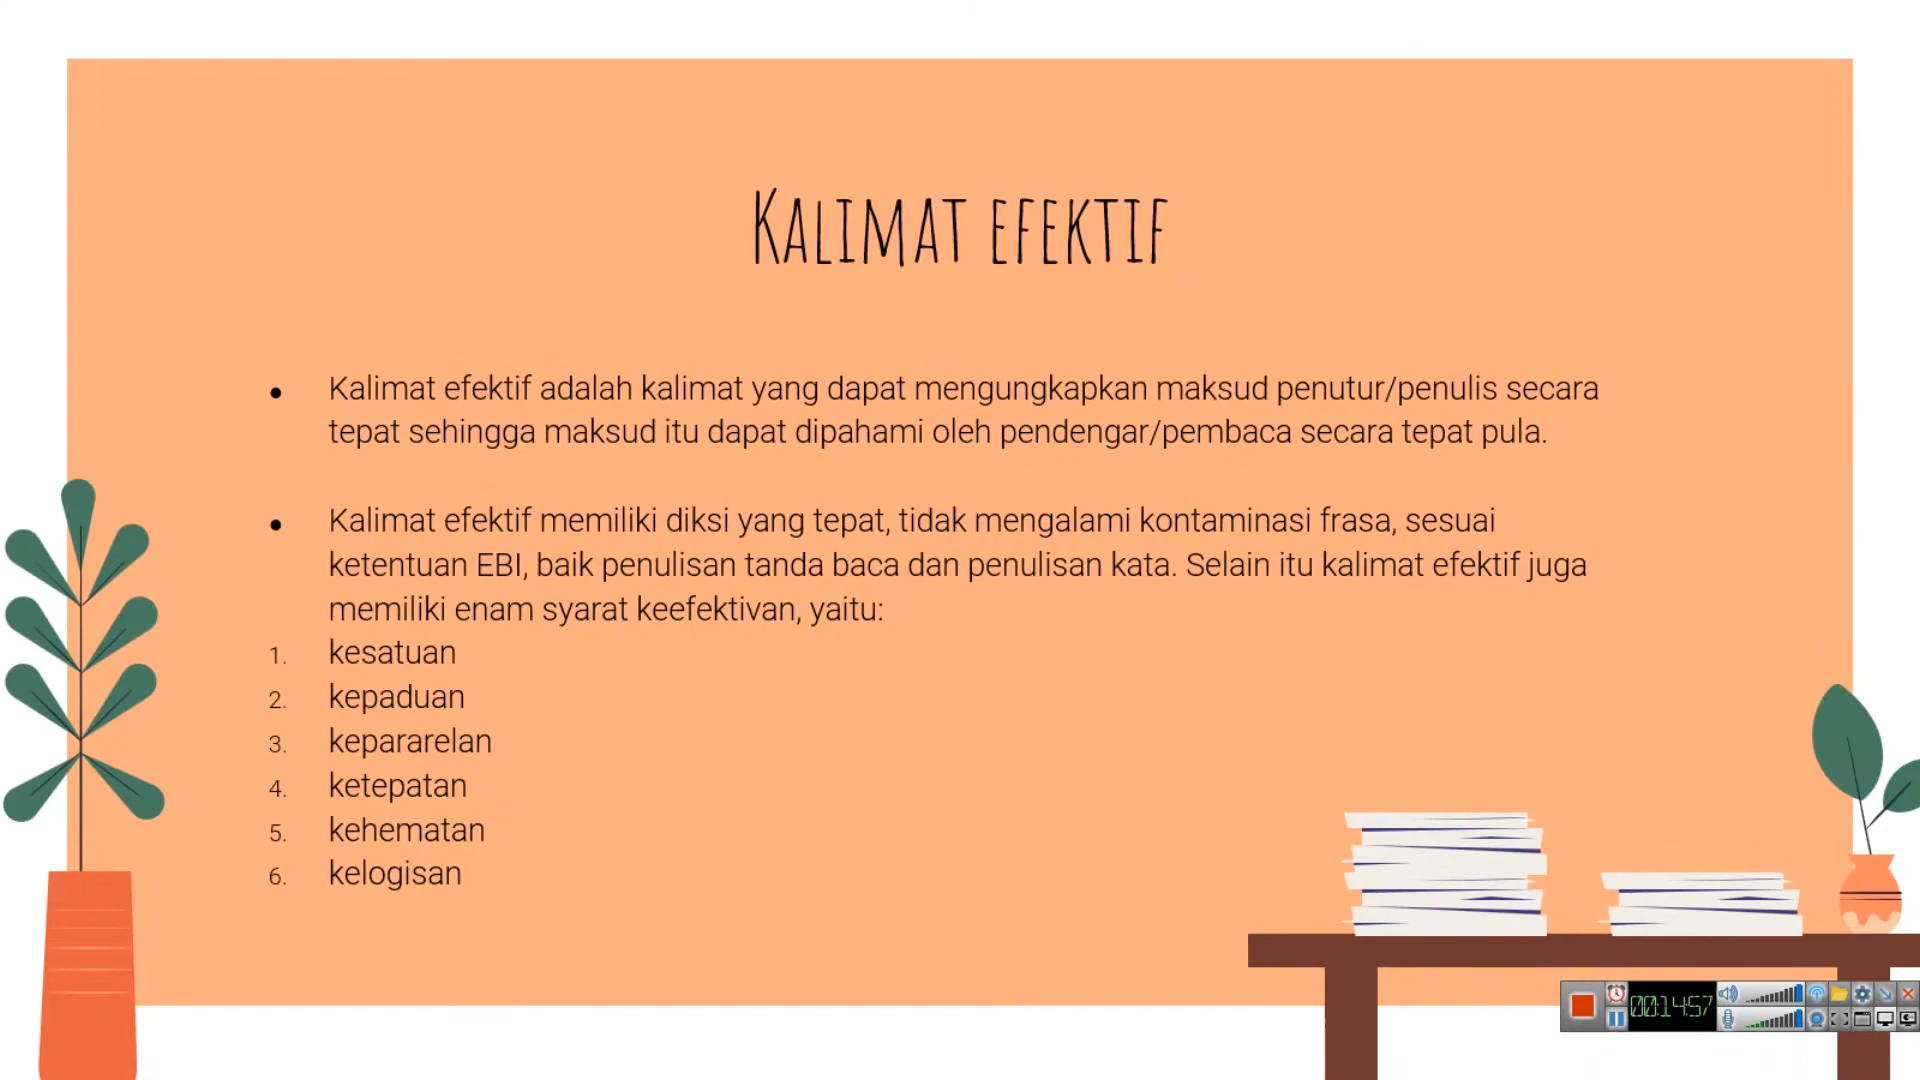 Kalimat efektif
● Kalimat efektif adalah kalimat yang dapat mengungkapkan maksud penutur/penulis secara
tepat sehingga maksud itu dapat dipahami oleh pendengar/pembaca secara tepat pula.
● Kalimat efektif memiliki diksi yang tepat, tidak mengalami kontaminasi frasa, sesuai
ketentuan EBI, baik penulisan tanda baca dan penulisan kata. Selain itu kalimat efektif juga
memiliki enam syarat keefektivan, yaitu:
1. kesatuan
2. kepaduan
3. kepararelan
4. ketepatan
5. kehematan
6. kelogisan
00:14:57